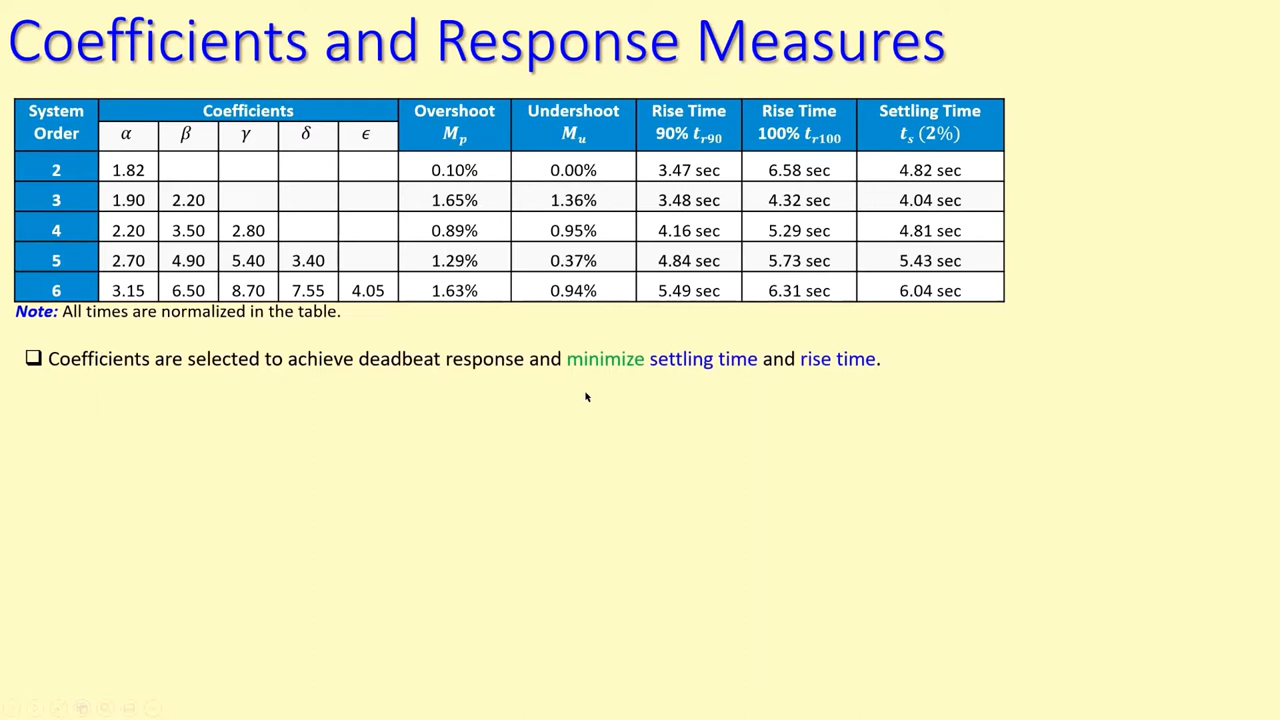 Coefficients and Response Measures
System Order Coefficients Overshoot Undershoot Rise Time Rise Time Settling Time
α β γ δ ϵ M_p M_u 90% t_r90 100% t_r100 t_s (2%)
2 1.82 0.10% 0.00% 3.47 sec 6.58 sec 4.82 sec
3 1.90 2.20 1.65% 1.36% 3.48 sec 4.32 sec 4.04 sec
4 2.20 3.50 2.80 0.89% 0.95% 4.16 sec 5.29 sec 4.81 sec
5 2.70 4.90 5.40 3.40 1.29% 0.37% 4.84 sec 5.73 sec 5.43 sec
6 3.15 6.50 8.70 7.55 4.05 1.63% 0.94% 5.49 sec 6.31 sec 6.04 sec
Note: All times are normalized in the table.
❑ Coefficients are selected to achieve deadbeat response and minimize settling time and rise time.